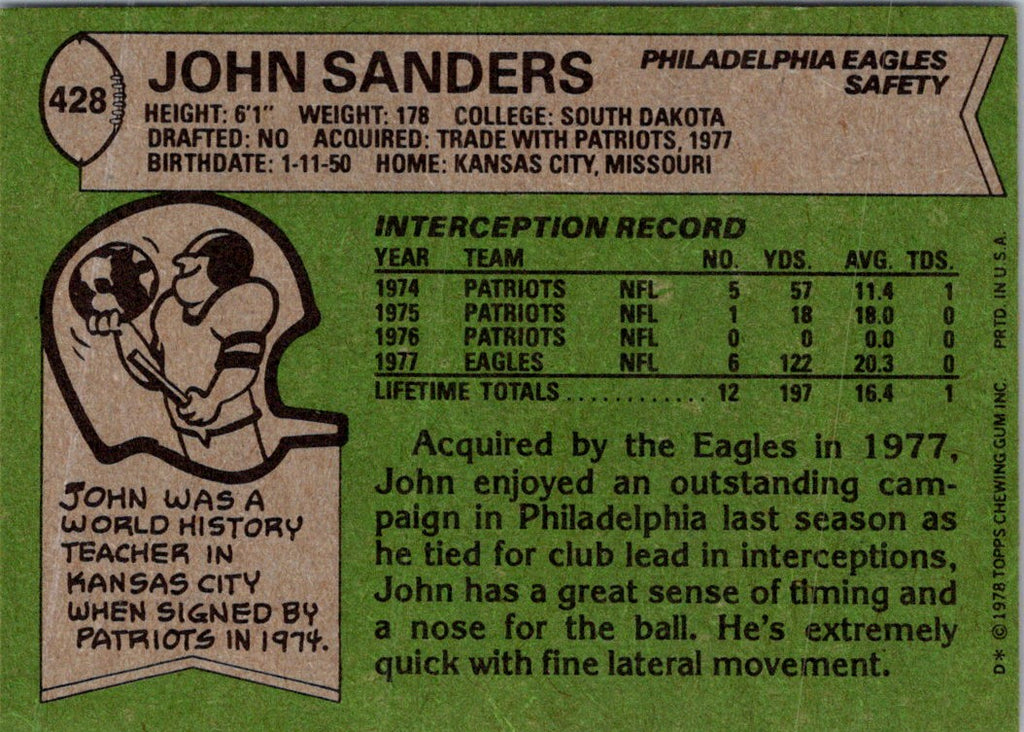 428
JOHN SANDERS
PHILADELPHIA EAGLES
SAFETY
HEIGHT: 6'1" WEIGHT: 178 COLLEGE: SOUTH DAKOTA
DRAFTED: NO ACQUIRED: TRADE WITH PATRIOTS, 1977
BIRTHDATE: 1-11-50 HOME: KANSAS CITY, MISSOURI
INTERCEPTION RECORD
YEAR TEAM NO. YDS. AVG. TDS.
1974 PATRIOTS NFL 5 57 11.4 1
1975 PATRIOTS NFL 1 18 18.0 0
1976 PATRIOTS NFL 0 0 0.0 0
1977 EAGLES NFL 6 122 20.3 0
LIFETIME TOTALS............ 12 197 16.4 1
Acquired by the Eagles in 1977,
John enjoyed an outstanding cam-
paign in Philadelphia last season as
he tied for club lead in interceptions,
John has a great sense of timing and
a nose for the ball. He's extremely
quick with fine lateral movement.
JOHN WAS A
WORLD HISTORY
TEACHER IN
KANSAS CITY
WHEN SIGNED BY
PATRIOTS IN 1974.
D* © 1978 TOPPS CHEWING GUM INC. PRTD. IN U.S.A.